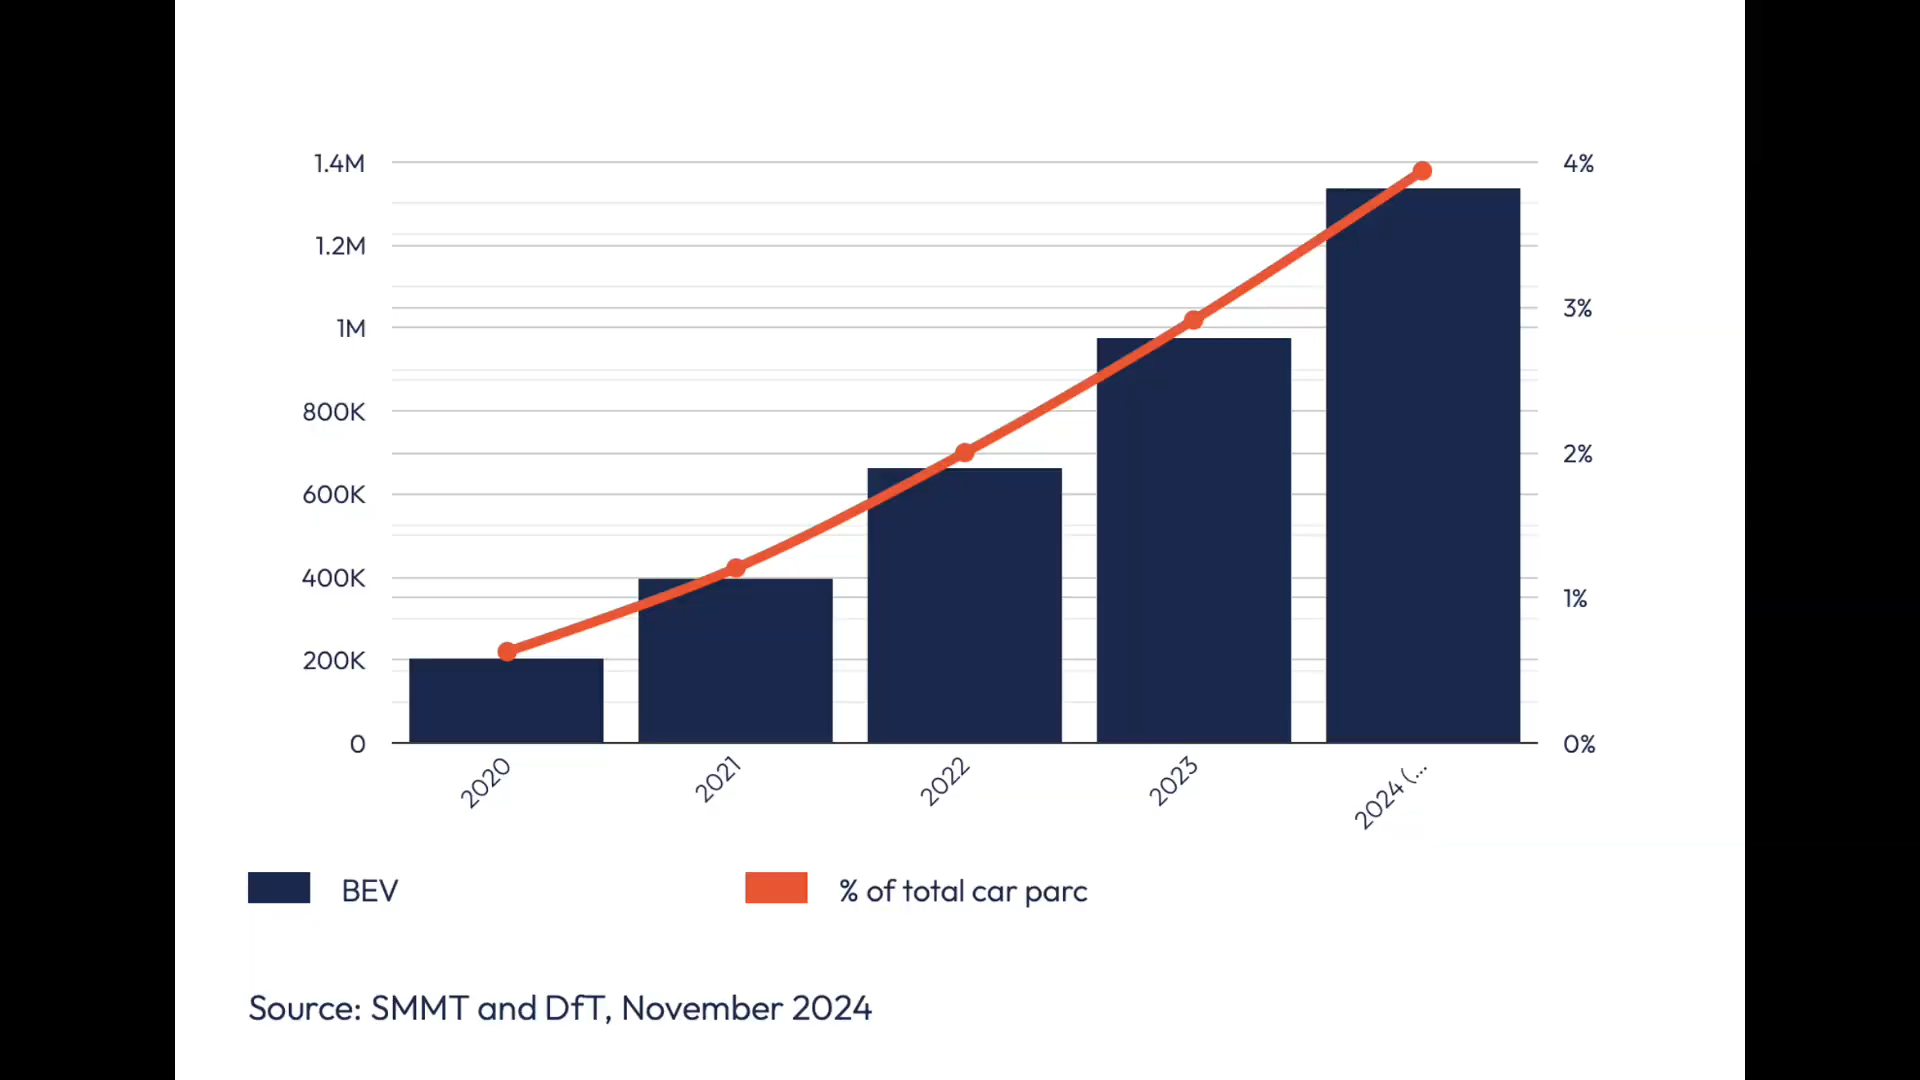 1.4M 4%
1.2M
3%
1M
800K
2%
600K
400K
1%
200K
0 0%
2020 2021 2022 2023 2024 (...
BEV % of total car parc
Source: SMMT and DfT, November 2024